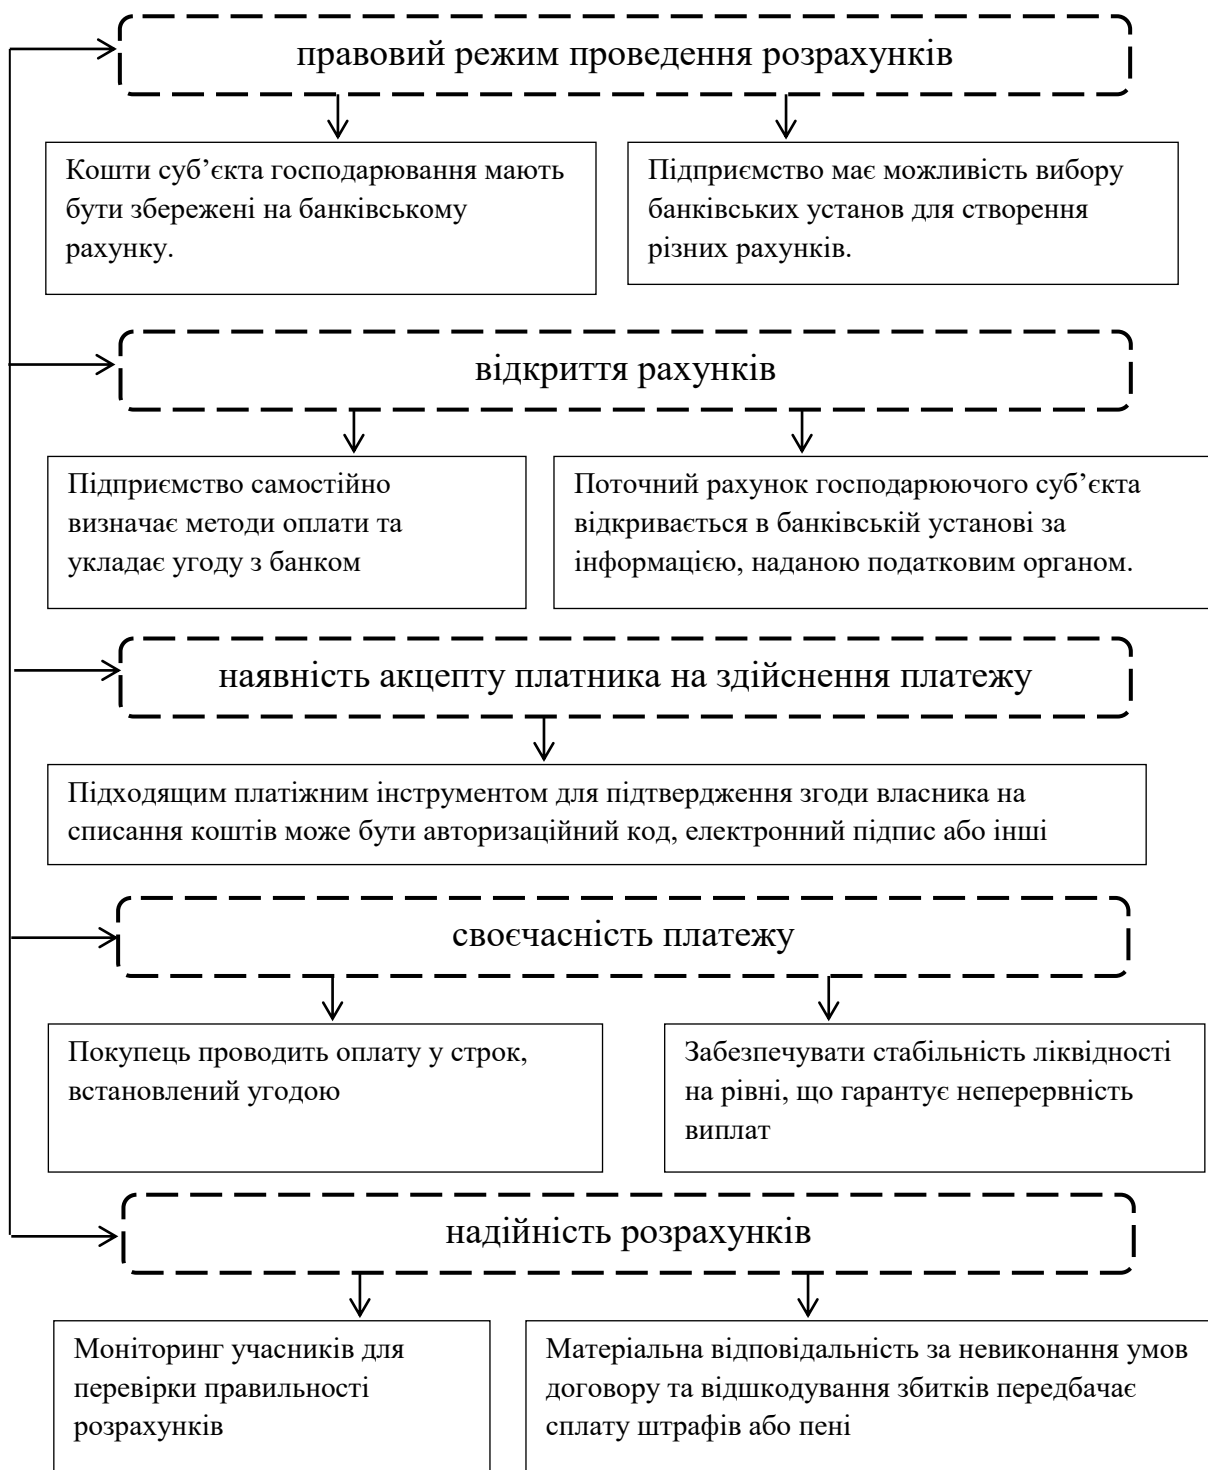 правовий режим проведення розрахунків
Кошти суб’єкта господарювання мають
бути збережені на банківському
рахунку.
Підприємство має можливість вибору
банківських установ для створення
різних рахунків.
відкриття рахунків
Підприємство самостійно
визначає методи оплати та
укладає угоду з банком
Поточний рахунок господарюючого суб’єкта
відкривається в банківській установі за
інформацією, наданою податковим органом.
наявність акцепту платника на здійснення платежу
Підходящим платіжним інструментом для підтвердження згоди власника на
списання коштів може бути авторизаційний код, електронний підпис або інші
своєчасність платежу
Покупець проводить оплату у строк,
встановлений угодою
Забезпечувати стабільність ліквідності
на рівні, що гарантує неперервність
виплат
надійність розрахунків
Моніторинг учасників для
перевірки правильності
розрахунків
Матеріальна відповідальність за невиконання умов
договору та відшкодування збитків передбачає
сплату штрафів або пені